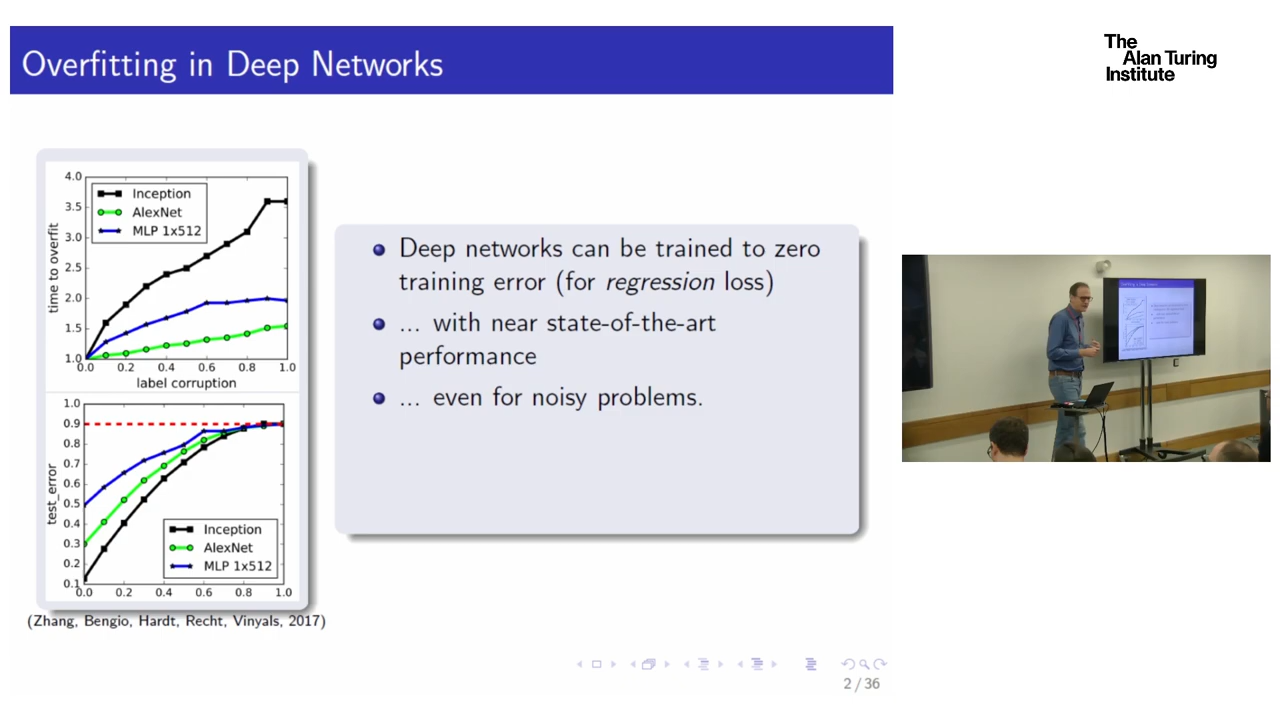 Overfitting in Deep Networks
The
Alan Turing
Institute
4.0
3.5
3.0
2.5
2.0
1.5
1.0
time to overfit
Inception
AlexNet
MLP 1x512
0.0 0.2 0.4 0.6 0.8 1.0
label corruption
1.0
0.9
0.8
0.7
0.6
0.5
0.4
0.3
0.2
0.1
test_error
Inception
AlexNet
MLP 1x512
0.0 0.2 0.4 0.6 0.8 1.0
(Zhang, Bengio, Hardt, Recht, Vinyals, 2017)
Deep networks can be trained to zero
training error (for regression loss)
... with near state-of-the-art
performance
... even for noisy problems.
2 / 36